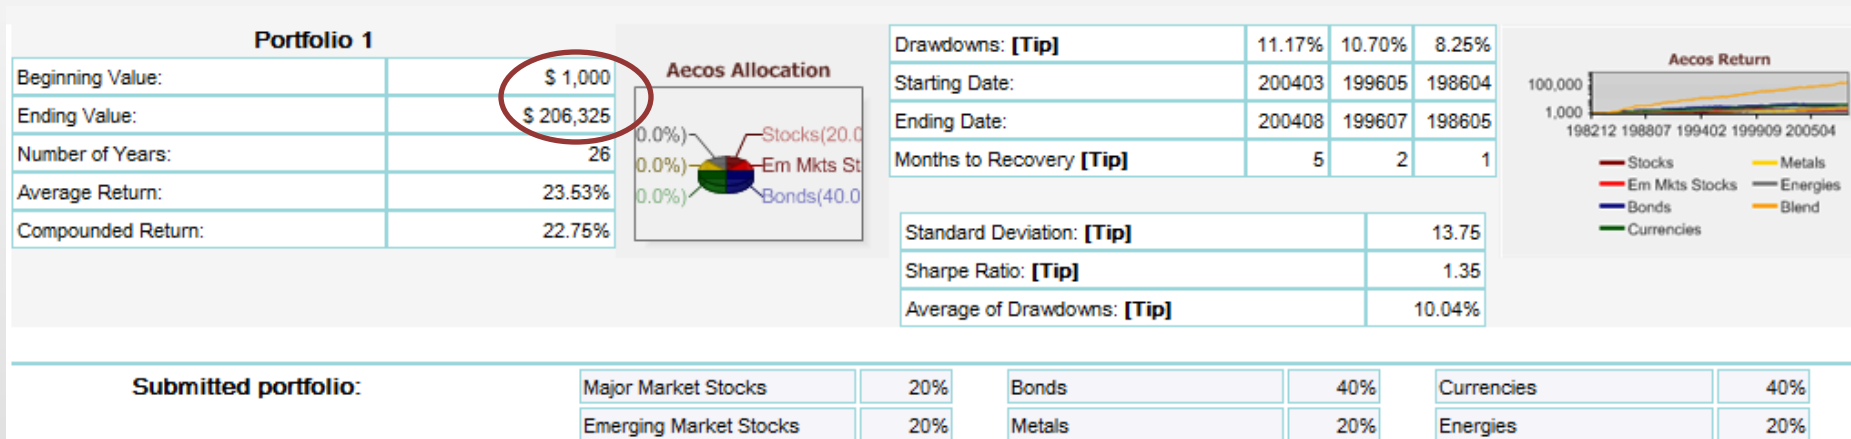 Portfolio 1
Beginning Value: $ 1,000
Ending Value: $ 206,325
Number of Years: 26
Average Return: 23.53%
Compounded Return: 22.75%
Aecos Allocation
0.0%) Stocks(20.0
0.0%) Em Mkts St
0.0%) Bonds(40.0
Drawdowns: [Tip] 11.17% 10.70% 8.25%
Starting Date: 200403 199605 198604
Ending Date: 200408 199607 198605
Months to Recovery [Tip] 5 2 1
Standard Deviation: [Tip] 13.75
Sharpe Ratio: [Tip] 1.35
Average of Drawdowns: [Tip] 10.04%
Aecos Return
100,000
1,000
198212 198807 199402 199909 200504
Stocks Metals
Em Mkts Stocks Energies
Bonds Blend
Currencies
Submitted portfolio: Major Market Stocks 20% Bonds 40% Currencies 40%
Emerging Market Stocks 20% Metals 20% Energies 20%